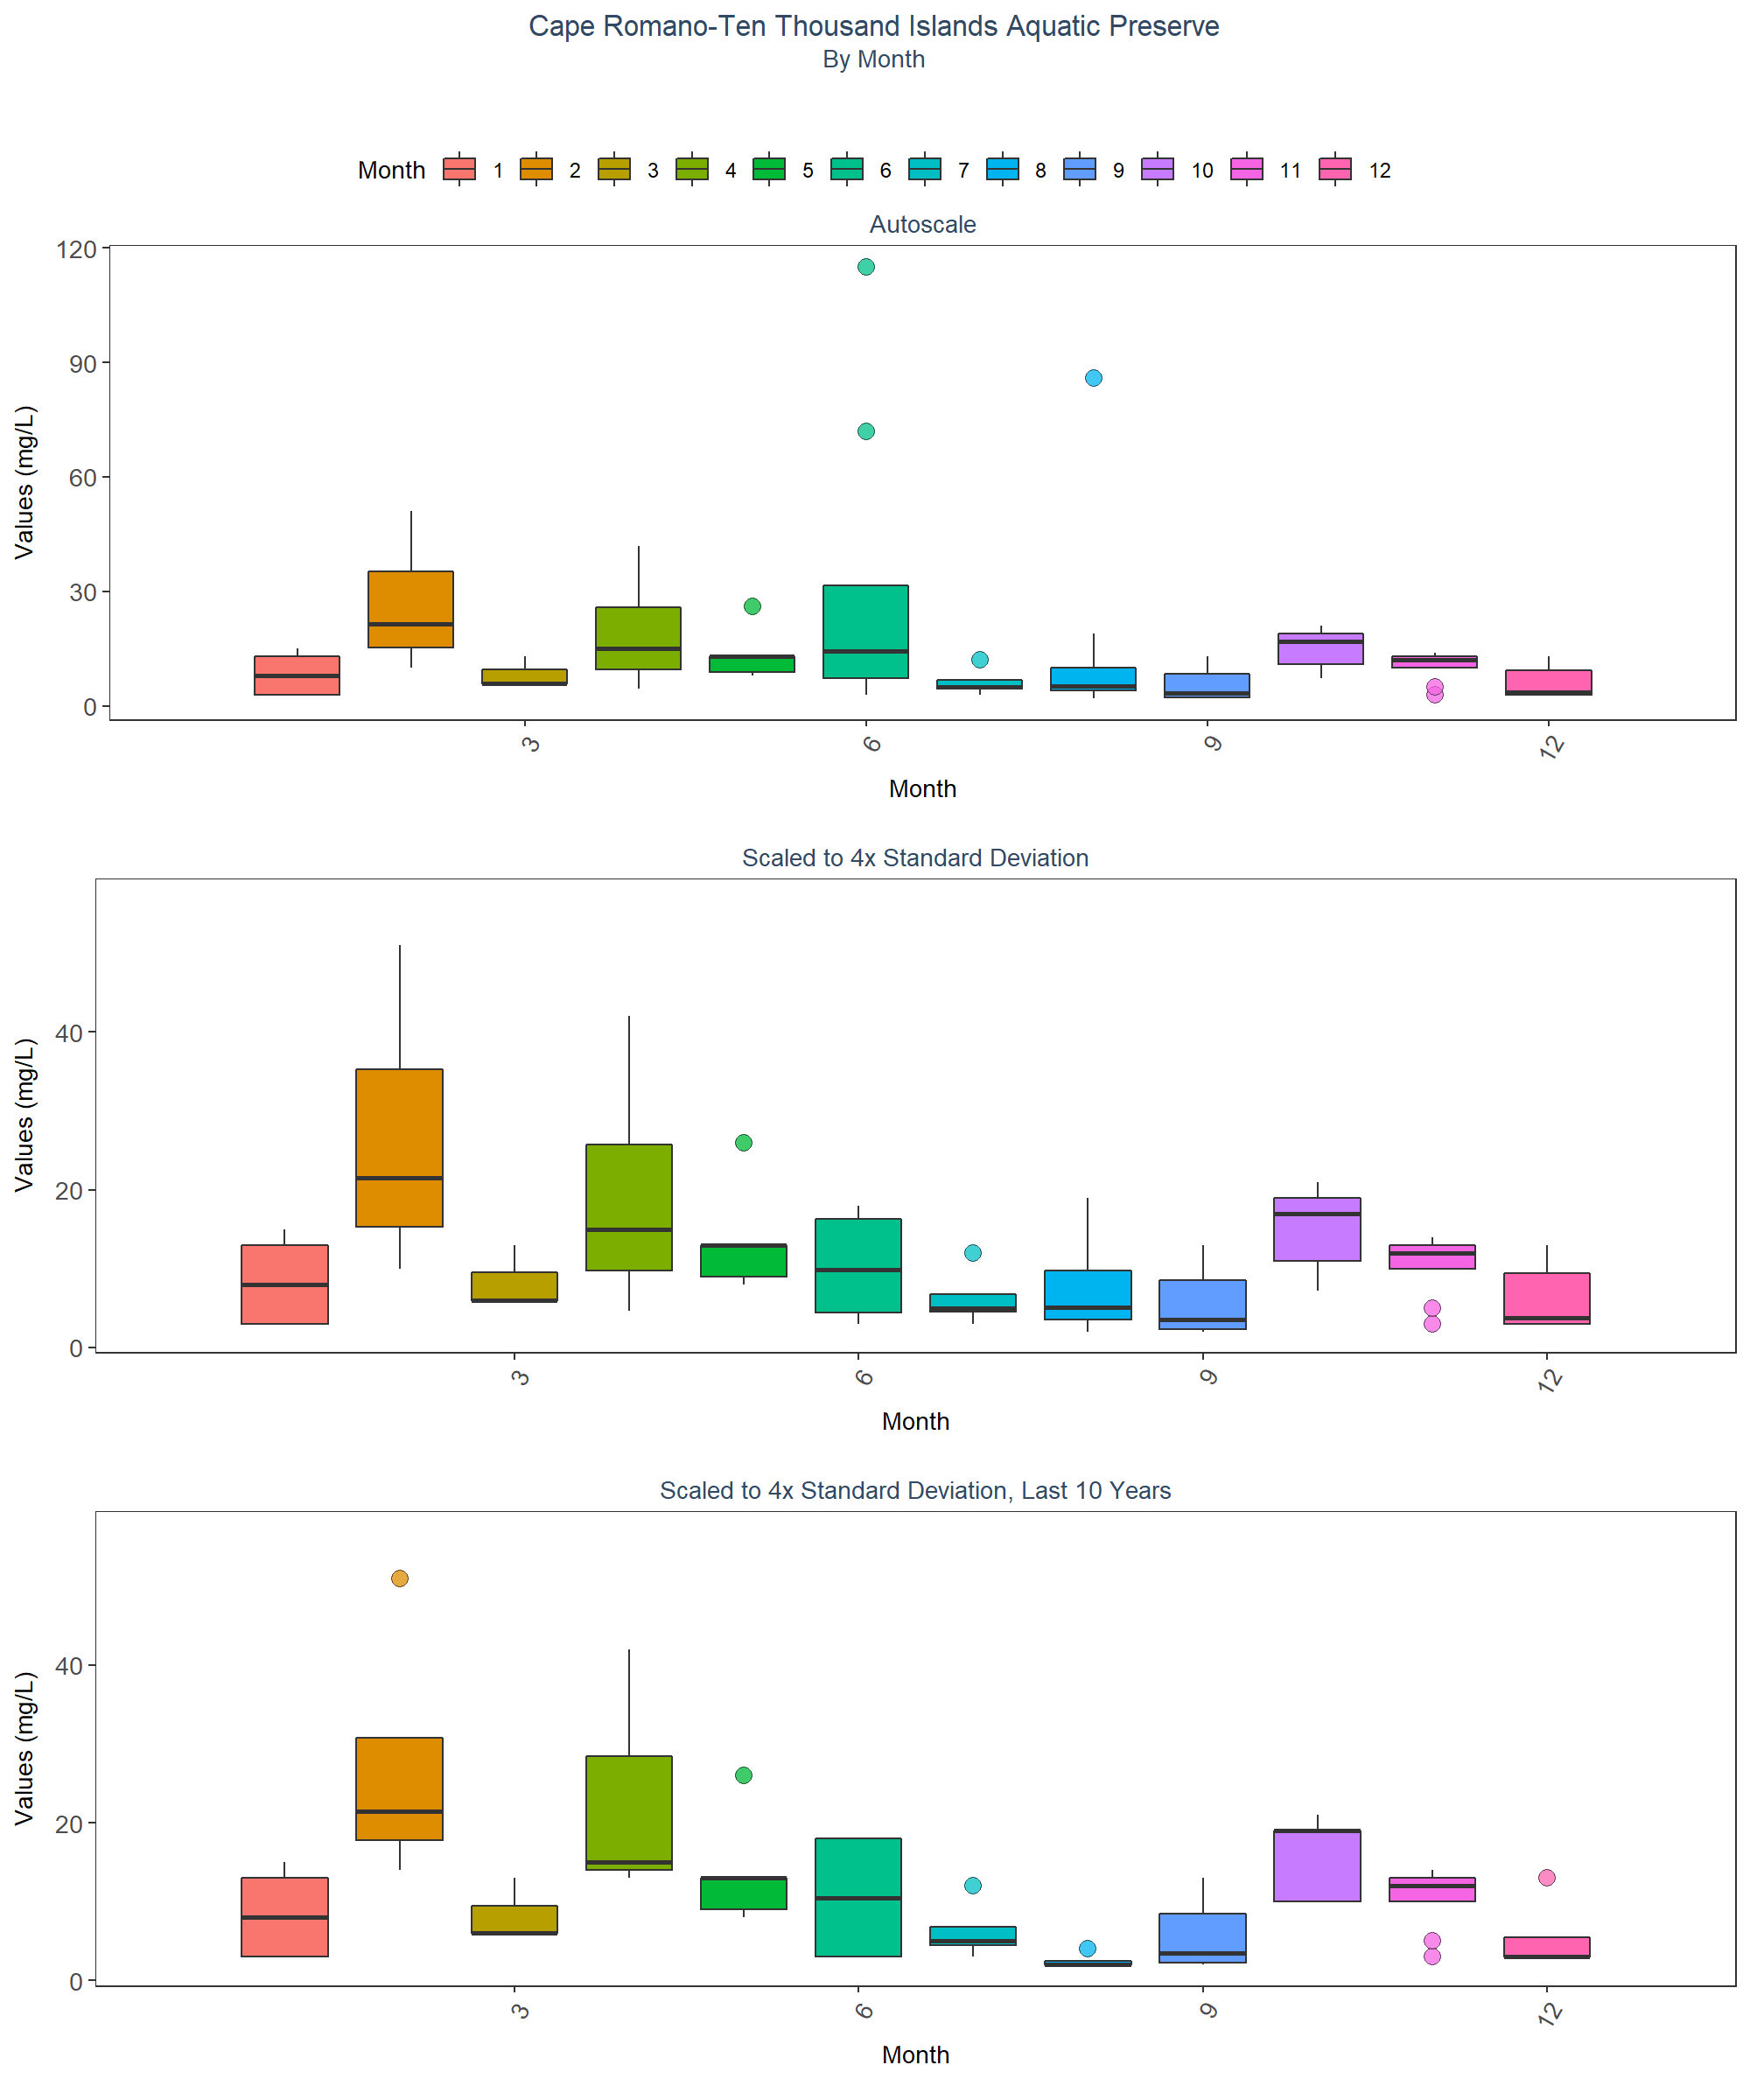 Cape Romano-Ten Thousand Islands Aquatic Preserve
By Month
Month 1 2 3 4 5 6 7 8 9 10 11 12
Autoscale
Values (mg/L)
120
90
60
30
0
3 6 9 12
Month
Scaled to 4x Standard Deviation
Values (mg/L)
40
20
0
3 6 9 12
Month
Scaled to 4x Standard Deviation, Last 10 Years
Values (mg/L)
40
20
0
3 6 9 12
Month